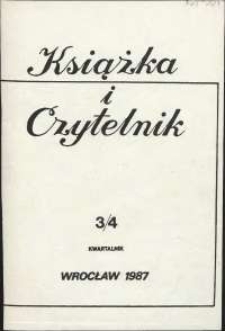 Książka
i
Czytelnik
3/4
KWARTALNIK
WROCŁAW 1987